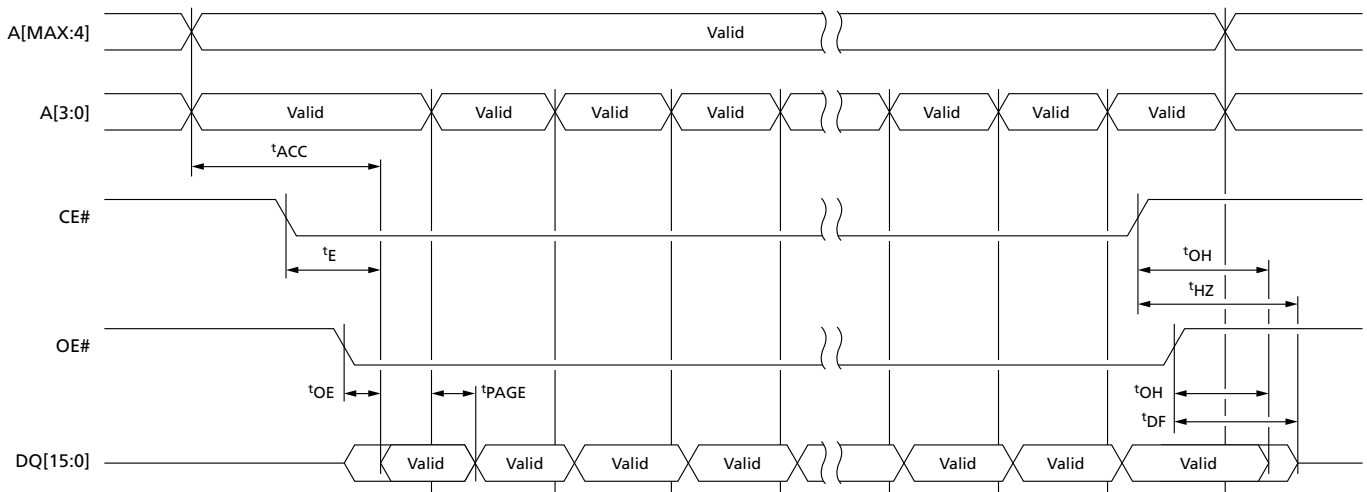 A[MAX:4] Valid
A[3:0] Valid Valid Valid Valid Valid Valid Valid
tACC
CE#
tE tOH
tHZ
OE#
tOE tPAGE tOH
tDF
DQ[15:0] Valid Valid Valid Valid Valid Valid Valid